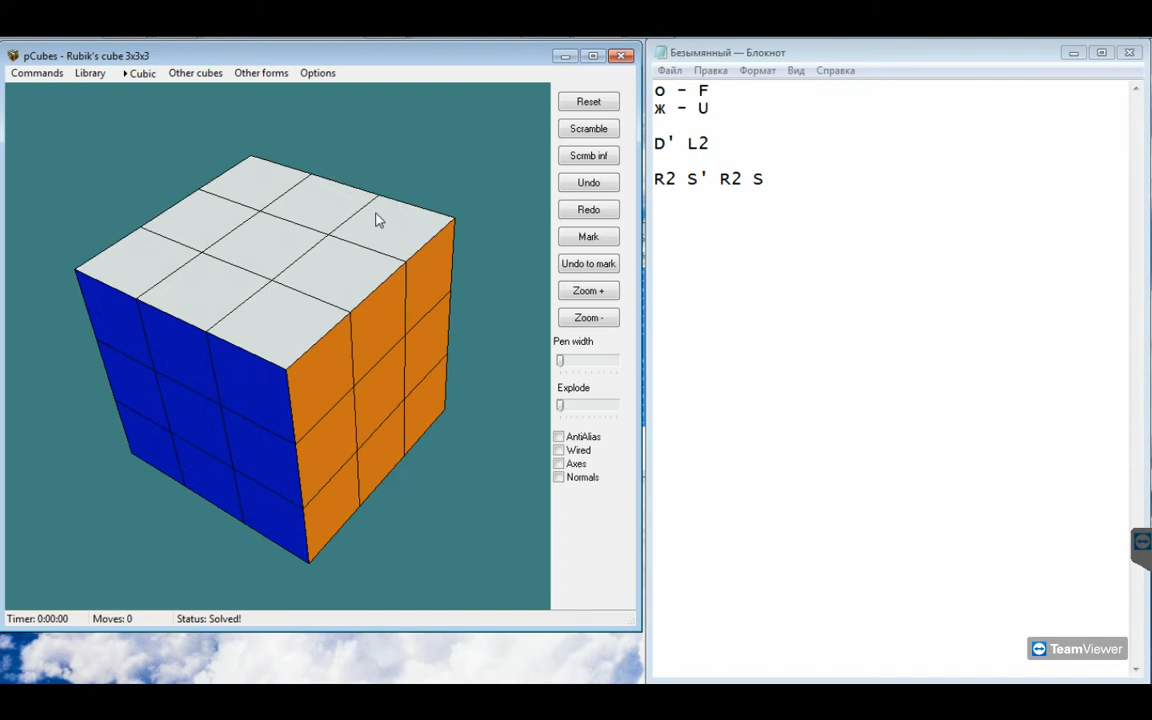 pCubes - Rubik's cube 3x3x3
Commands Library Cubic Other cubes Other forms Options
Reset
Scramble
Scrmb inf
Undo
Redo
Mark
Undo to mark
Zoom +
Zoom -
Pen width
Explode
AntiAlias
Wired
Axes
Normals
Timer: 0:00:00 Moves: 0 Status: Solved!
Безымянный — Блокнот
Файл Правка Формат Вид Справка
о - F
ж - U
D' L2
R2 S' R2 S
TeamViewer